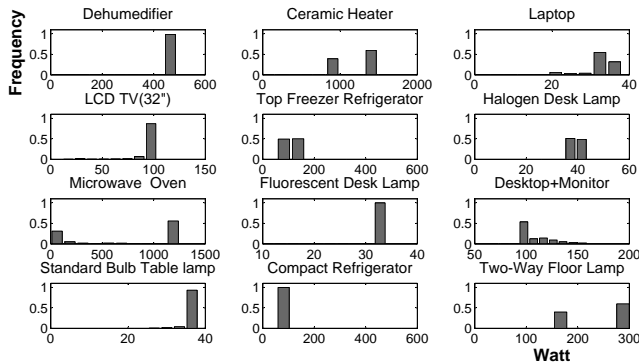 Dehumedifier Ceramic Heater Laptop
Frequency
1
0.5
0
0 200 400 600
1
0.5
0
0 1000 2000
1
0.5
0
0 20 40
LCD TV(32") Top Freezer Refrigerator Halogen Desk Lamp
1
0.5
0
0 50 100 150
1
0.5
0
0 200 400 600
1
0.5
0
0 20 40 60
Microwave Oven Fluorescent Desk Lamp Desktop+Monitor
1
0.5
0
0 500 1000 1500
1
0.5
0
10 20 30 40
1
0.5
0
50 100 150 200
Standard Bulb Table lamp Compact Refrigerator Two-Way Floor Lamp
1
0.5
0
0 20 40
1
0.5
0
0 200 400 600
1
0.5
0
0 100 200 300
Watt